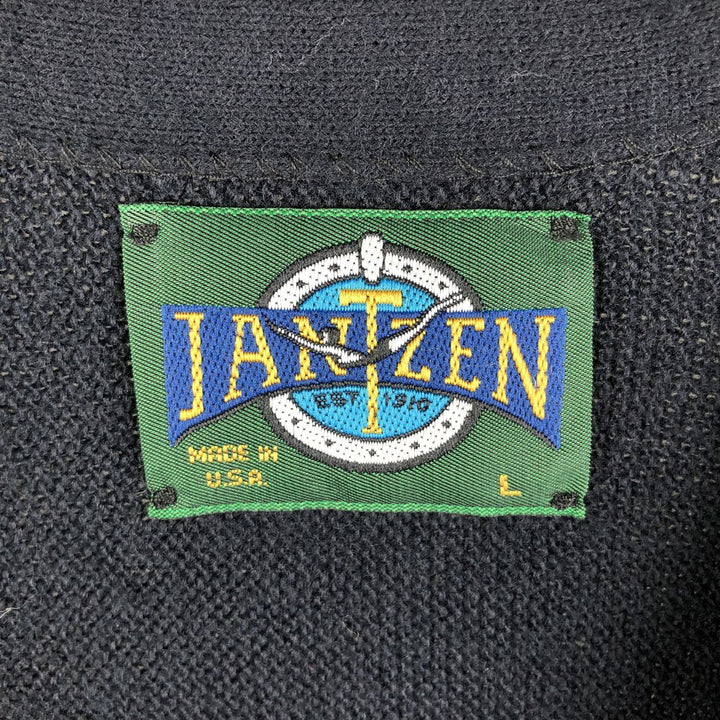 JANTZEN
EST 1910
MADE IN
U.S.A.
L